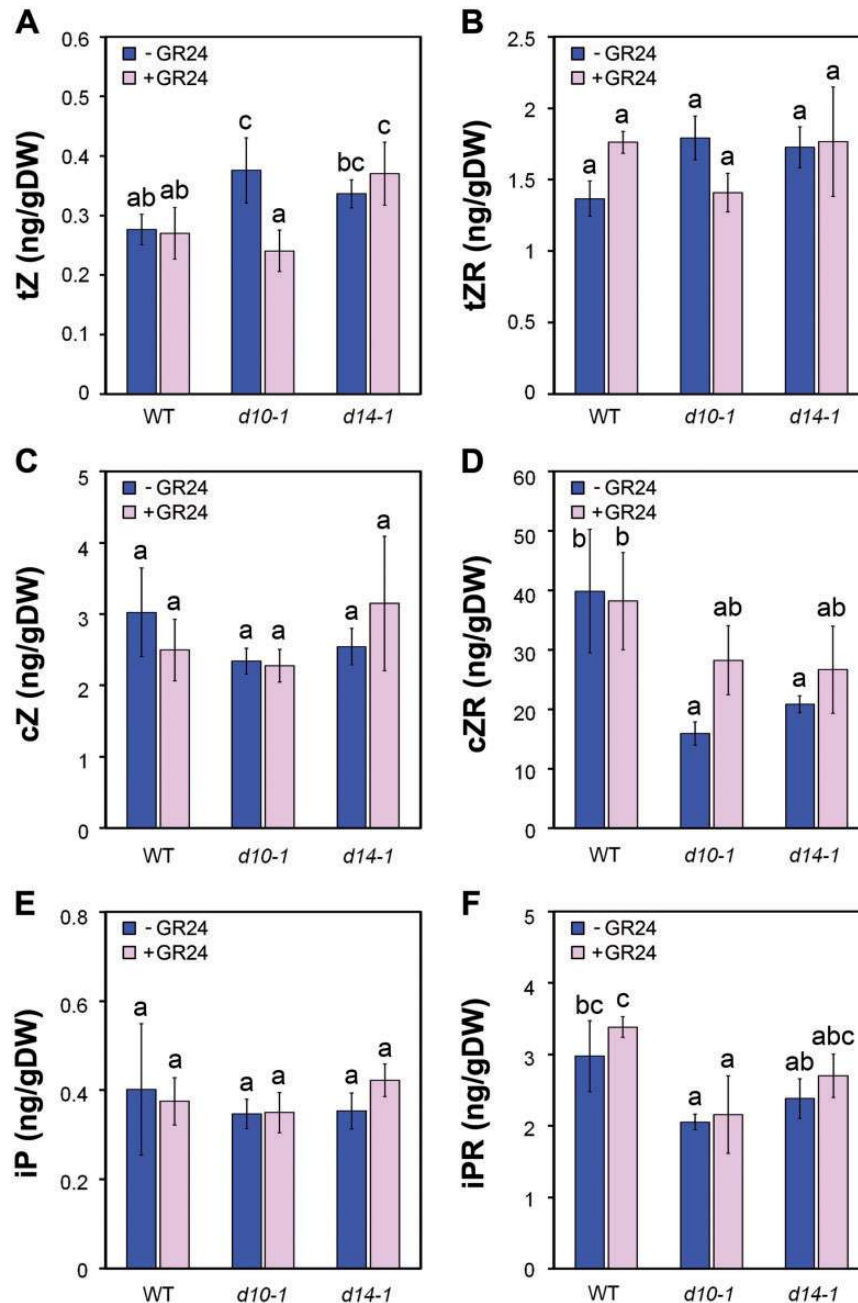 A
tZ (ng/gDW)
0.6
0.5
0.4
0.3
0.2
0.1
0
- GR24
+GR24
ab ab c a bc c
WT d10-1 d14-1
B
tZR (ng/gDW)
2.5
2
1.5
1
0.5
0
- GR24
+GR24
a a a a a a
WT d10-1 d14-1
C
cZ (ng/gDW)
5
4
3
2
1
0
- GR24
+GR24
a a a a a a
WT d10-1 d14-1
D
cZR (ng/gDW)
60
50
40
30
20
10
0
- GR24
+GR24
b b a ab a ab
WT d10-1 d14-1
E
iP (ng/gDW)
0.8
0.6
0.4
0.2
0
- GR24
+GR24
a a a a a a
WT d10-1 d14-1
F
iPR (ng/gDW)
5
4
3
2
1
0
- GR24
+GR24
bc c a a ab abc
WT d10-1 d14-1